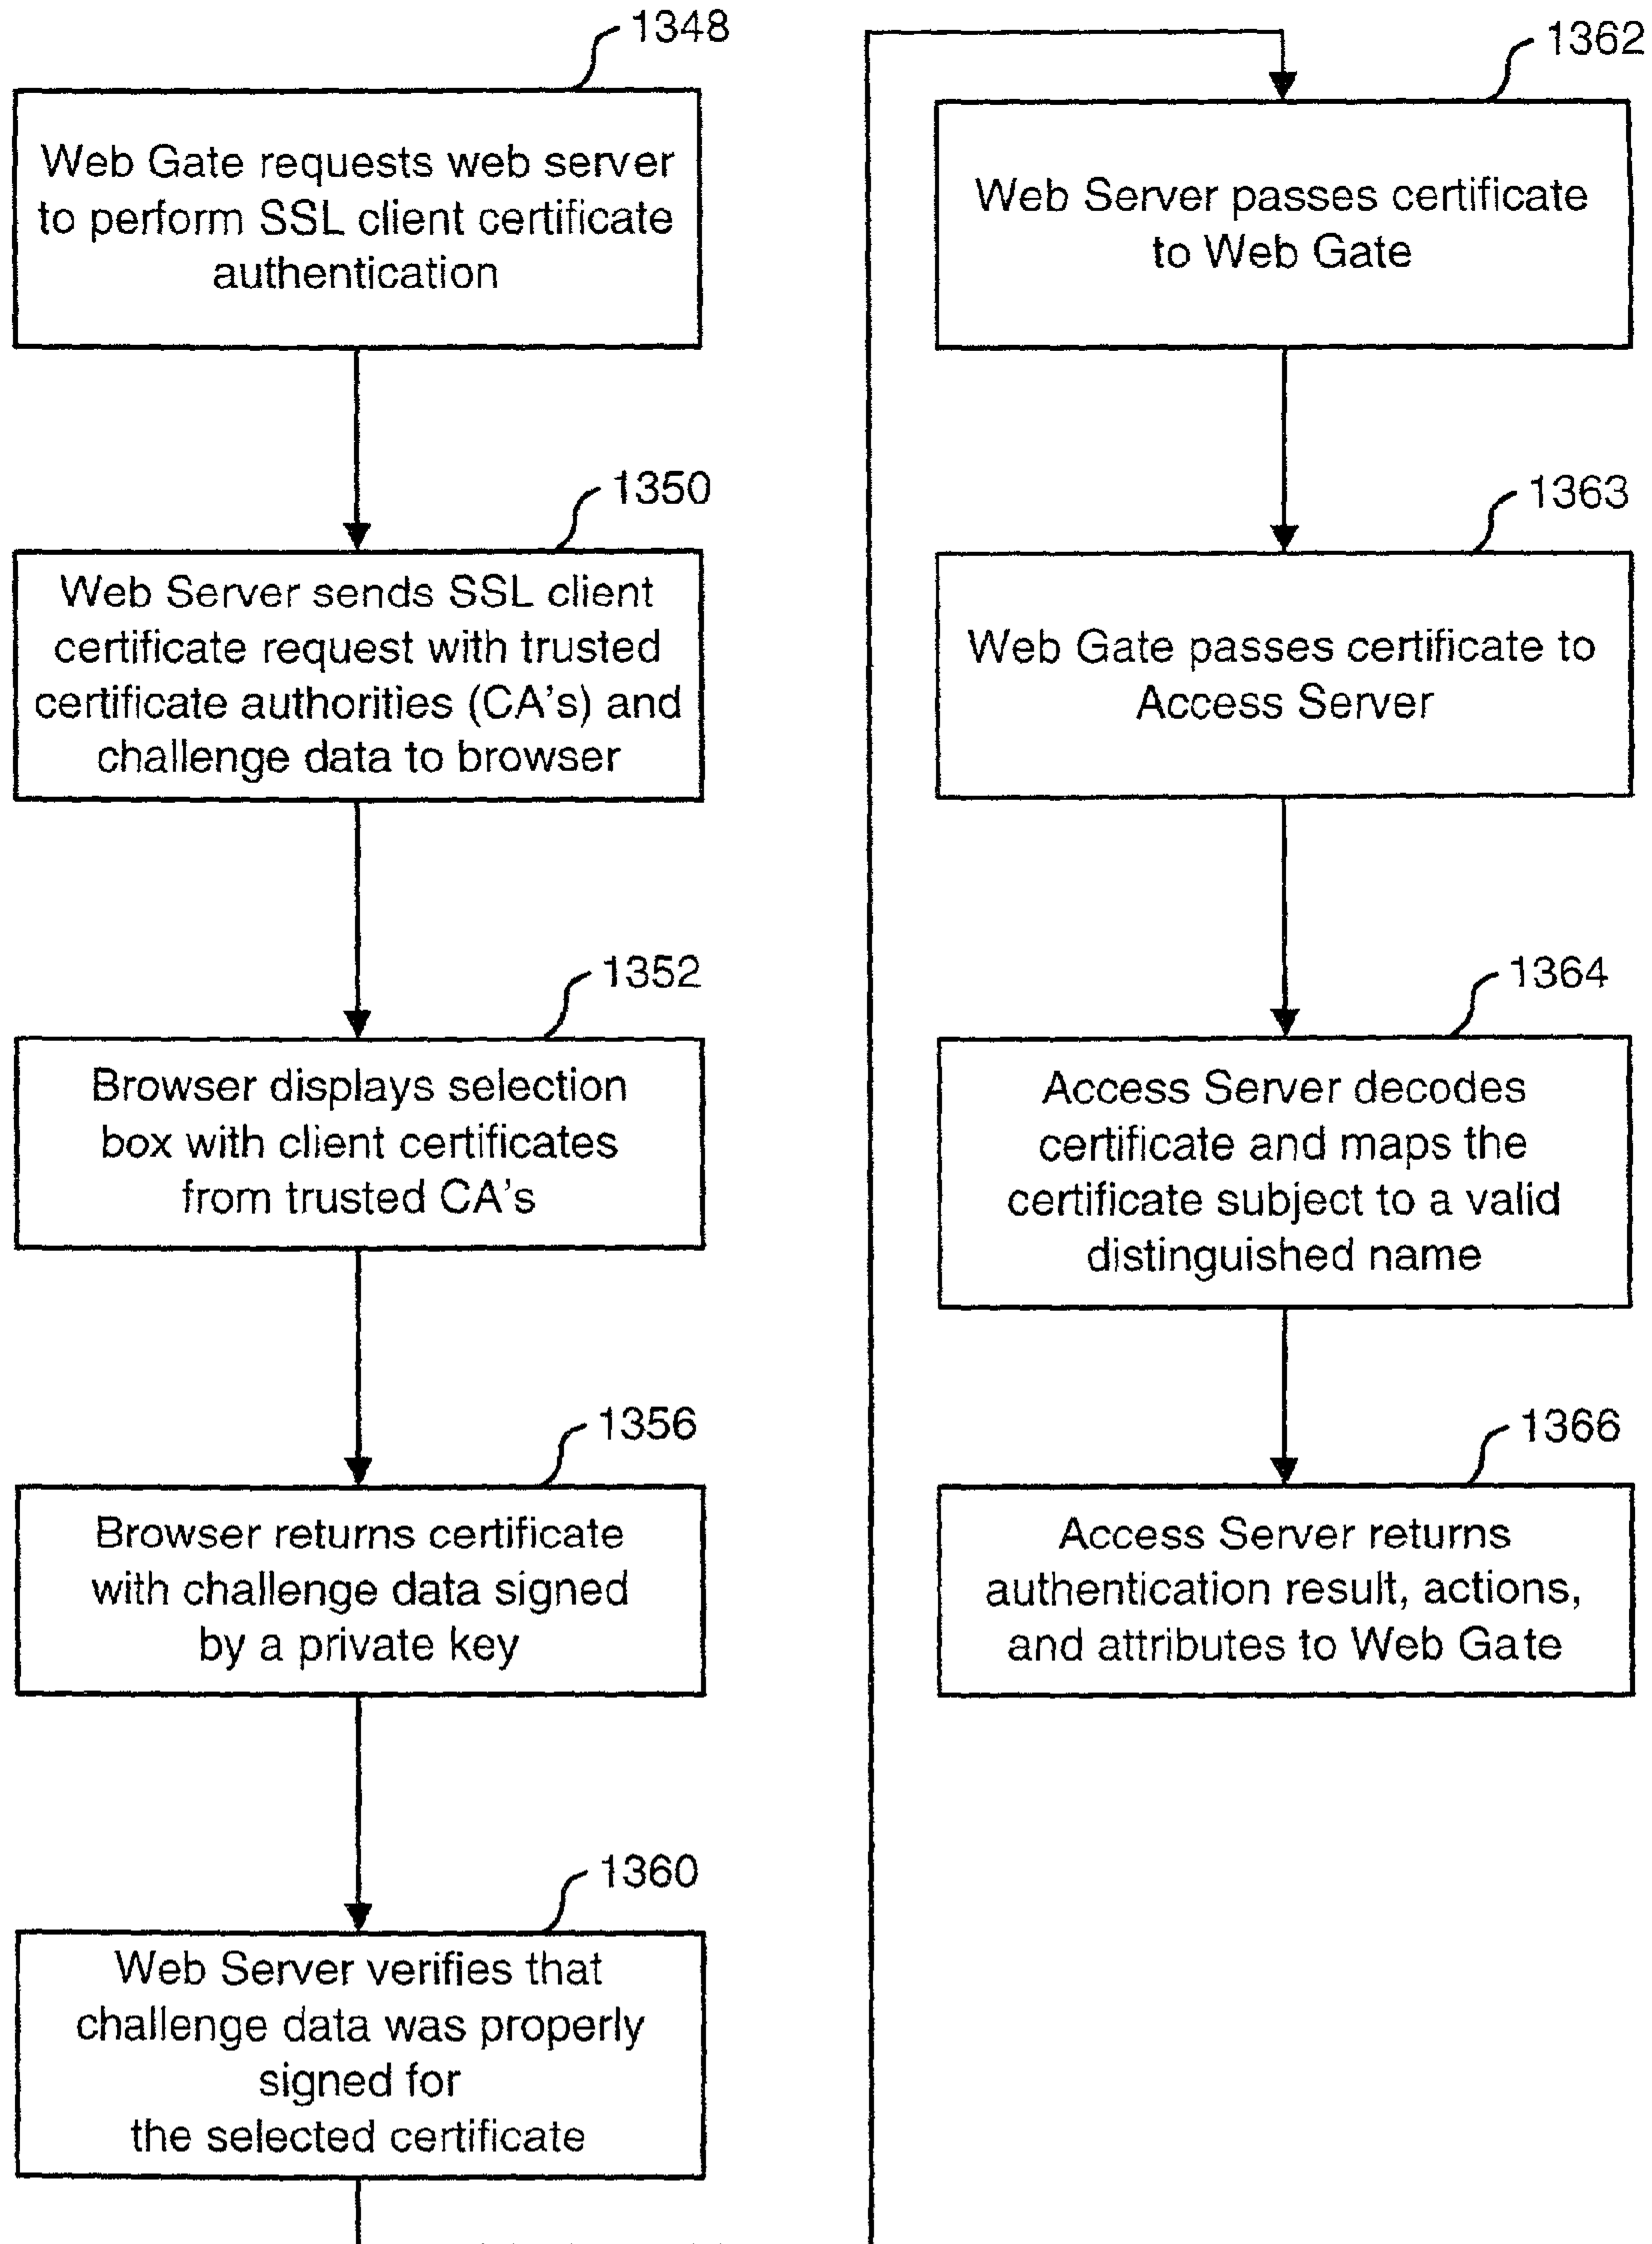 1348
Web Gate requests web server
to perform SSL client certificate
authentication
1350
Web Server sends SSL client
certificate request with trusted
certificate authorities (CA's) and
challenge data to browser
1352
Browser displays selection
box with client certificates
from trusted CA's
1356
Browser returns certificate
with challenge data signed
by a private key
1360
Web Server verifies that
challenge data was properly
signed for
the selected certificate
1362
Web Server passes certificate
to Web Gate
1363
Web Gate passes certificate to
Access Server
1364
Access Server decodes
certificate and maps the
certificate subject to a valid
distinguished name
1366
Access Server returns
authentication result, actions,
and attributes to Web Gate